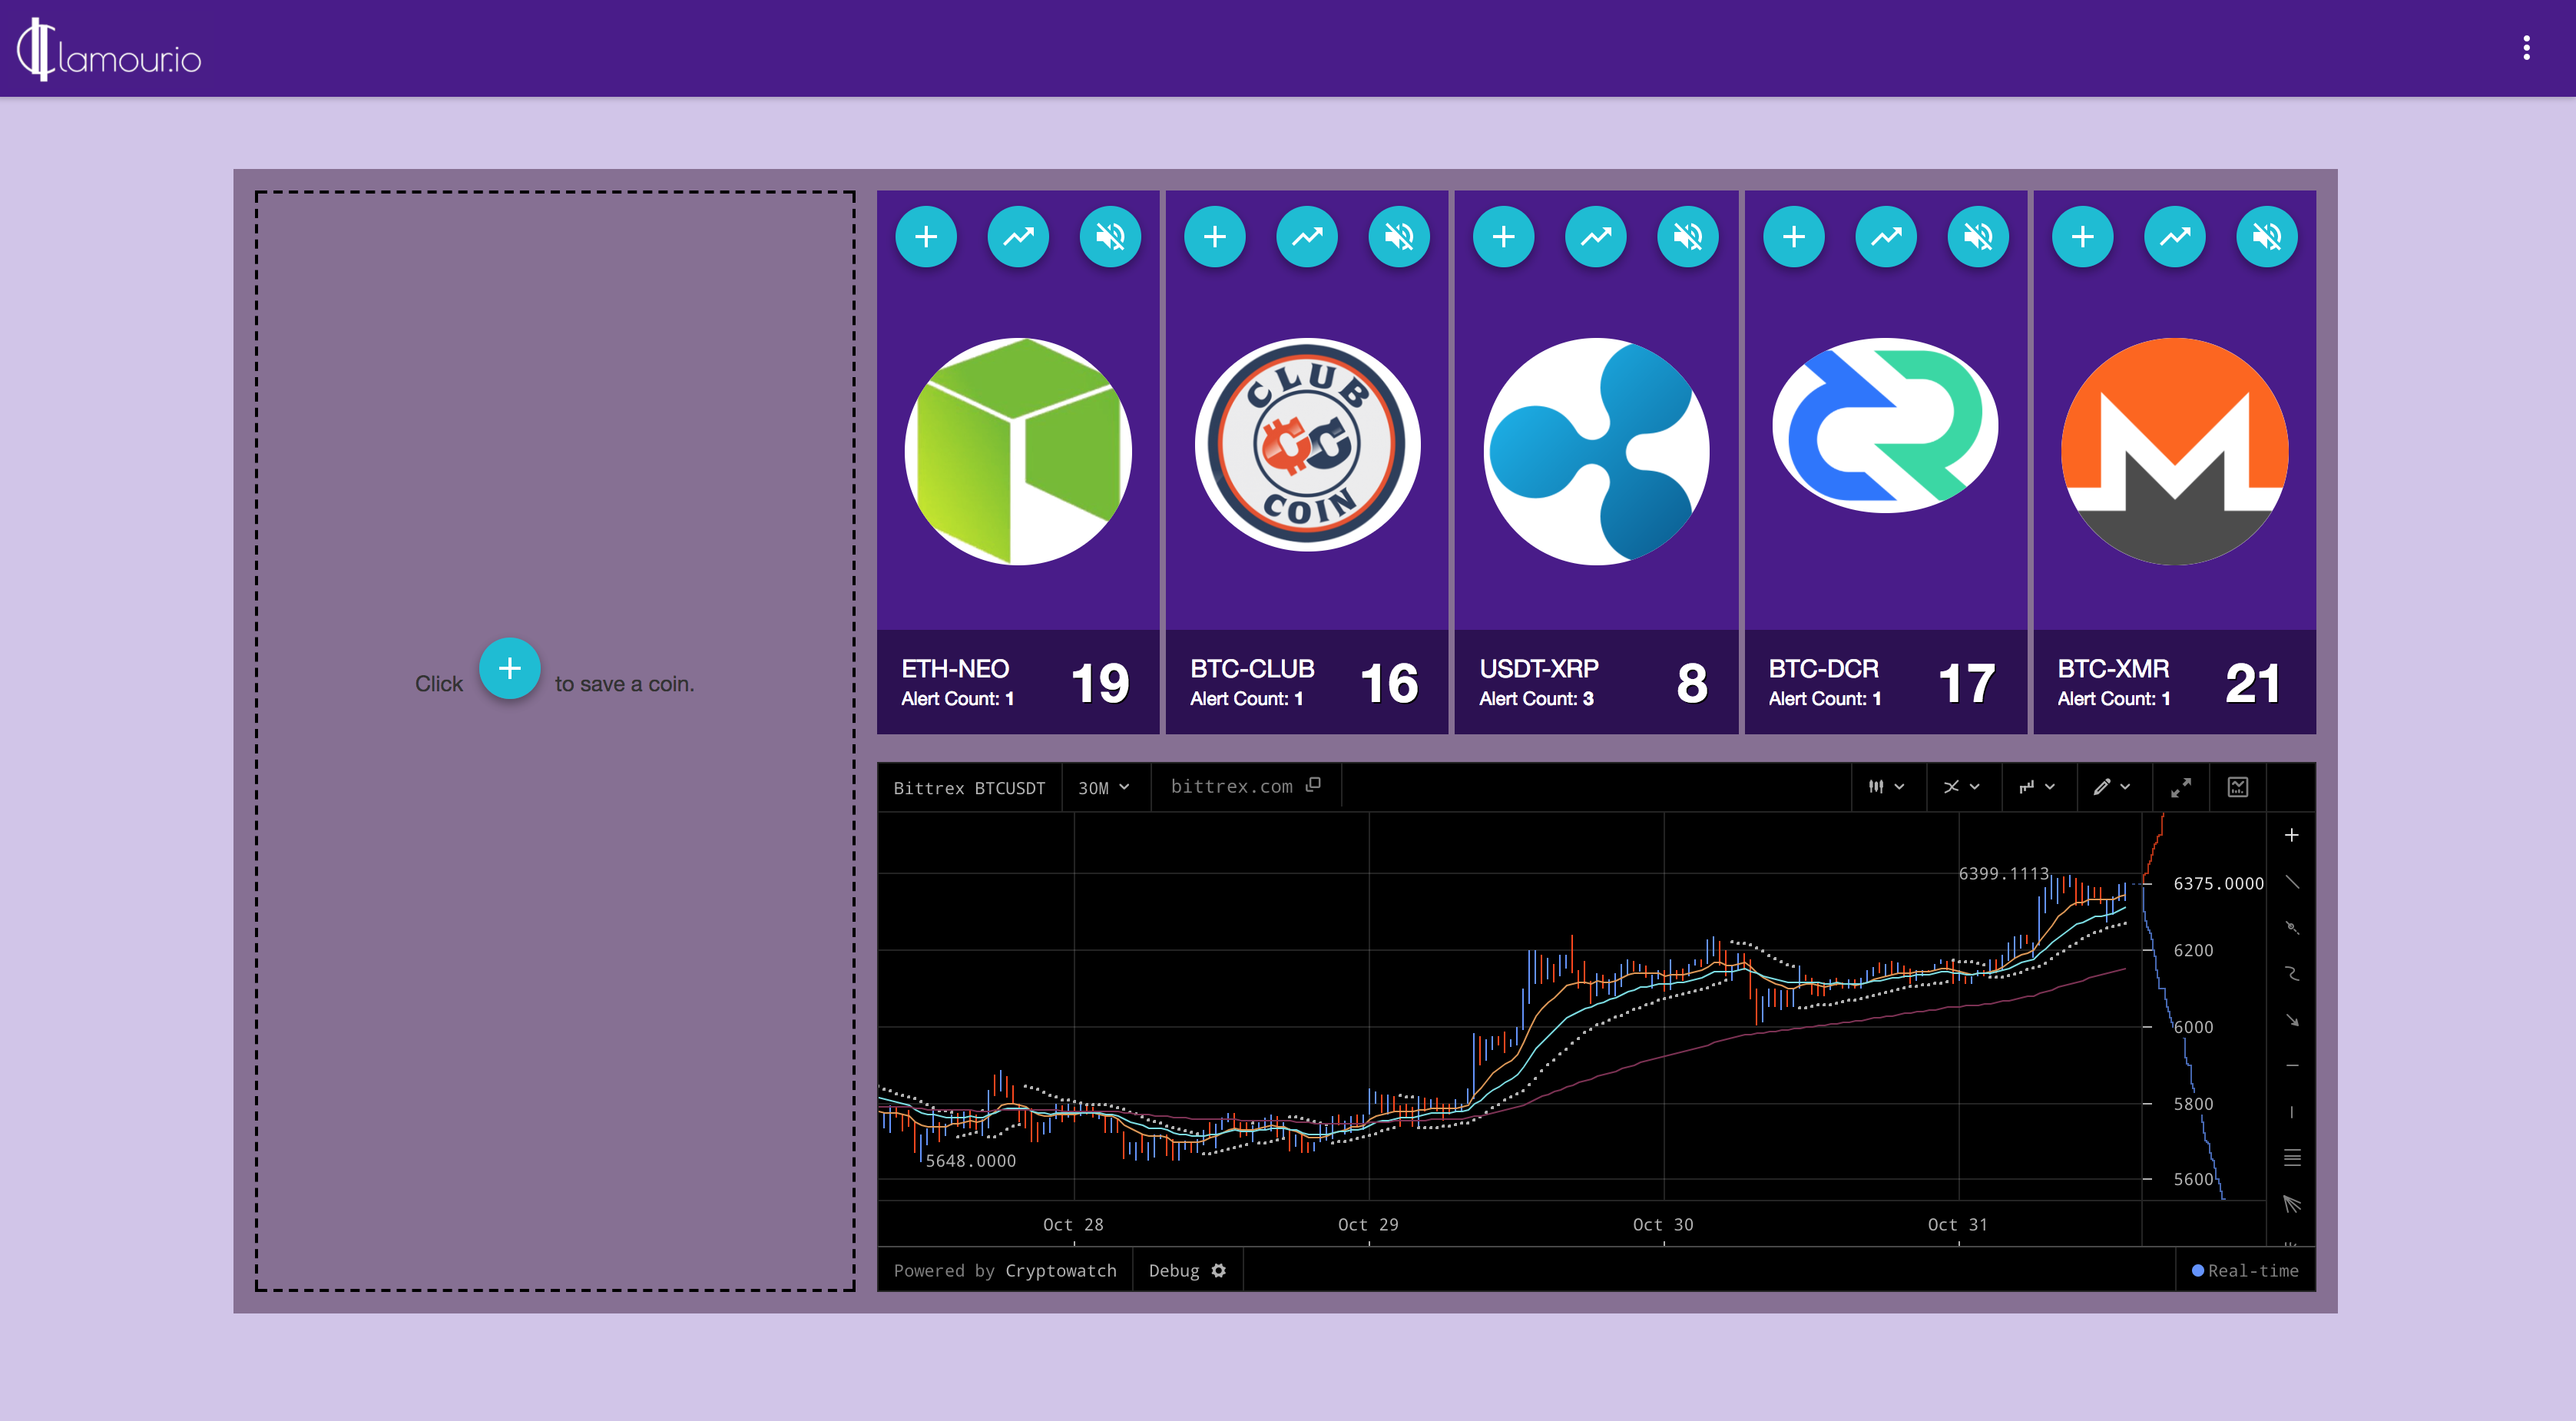 Clamour.io
Click + to save a coin.
CLUB
COIN
ETH-NEO
Alert Count: 1
19
BTC-CLUB
Alert Count: 1
16
USDT-XRP
Alert Count: 3
8
BTC-DCR
Alert Count: 1
17
BTC-XMR
Alert Count: 1
21
Bittrex BTCUSDT 30M bittrex.com
6399.1113
6375.0000
6200
6000
5800
5648.0000
5600
Oct 28 Oct 29 Oct 30 Oct 31
Powered by Cryptowatch Debug Real-time